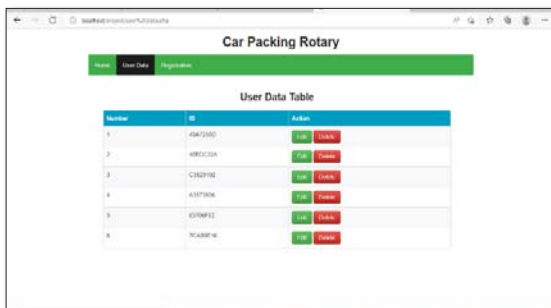 Car Packing Rotary
Home User Data Registration
User Data Table
Number ID Action
1 Edit Delete
2 Edit Delete
3 Edit Delete
4 Edit Delete
5 Edit Delete
6 Edit Delete